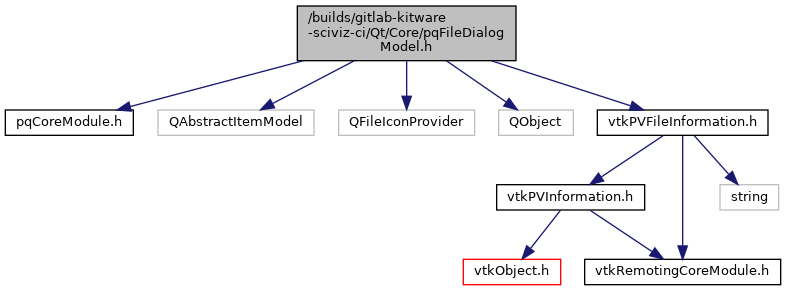 /builds/gitlab-kitware
-sciviz-ci/Qt/Core/pqFileDialog
Model.h
pqCoreModule.h
QAbstractItemModel
QFileIconProvider
QObject
vtkPVFileInformation.h
vtkPVInformation.h
string
vtkObject.h
vtkRemotingCoreModule.h